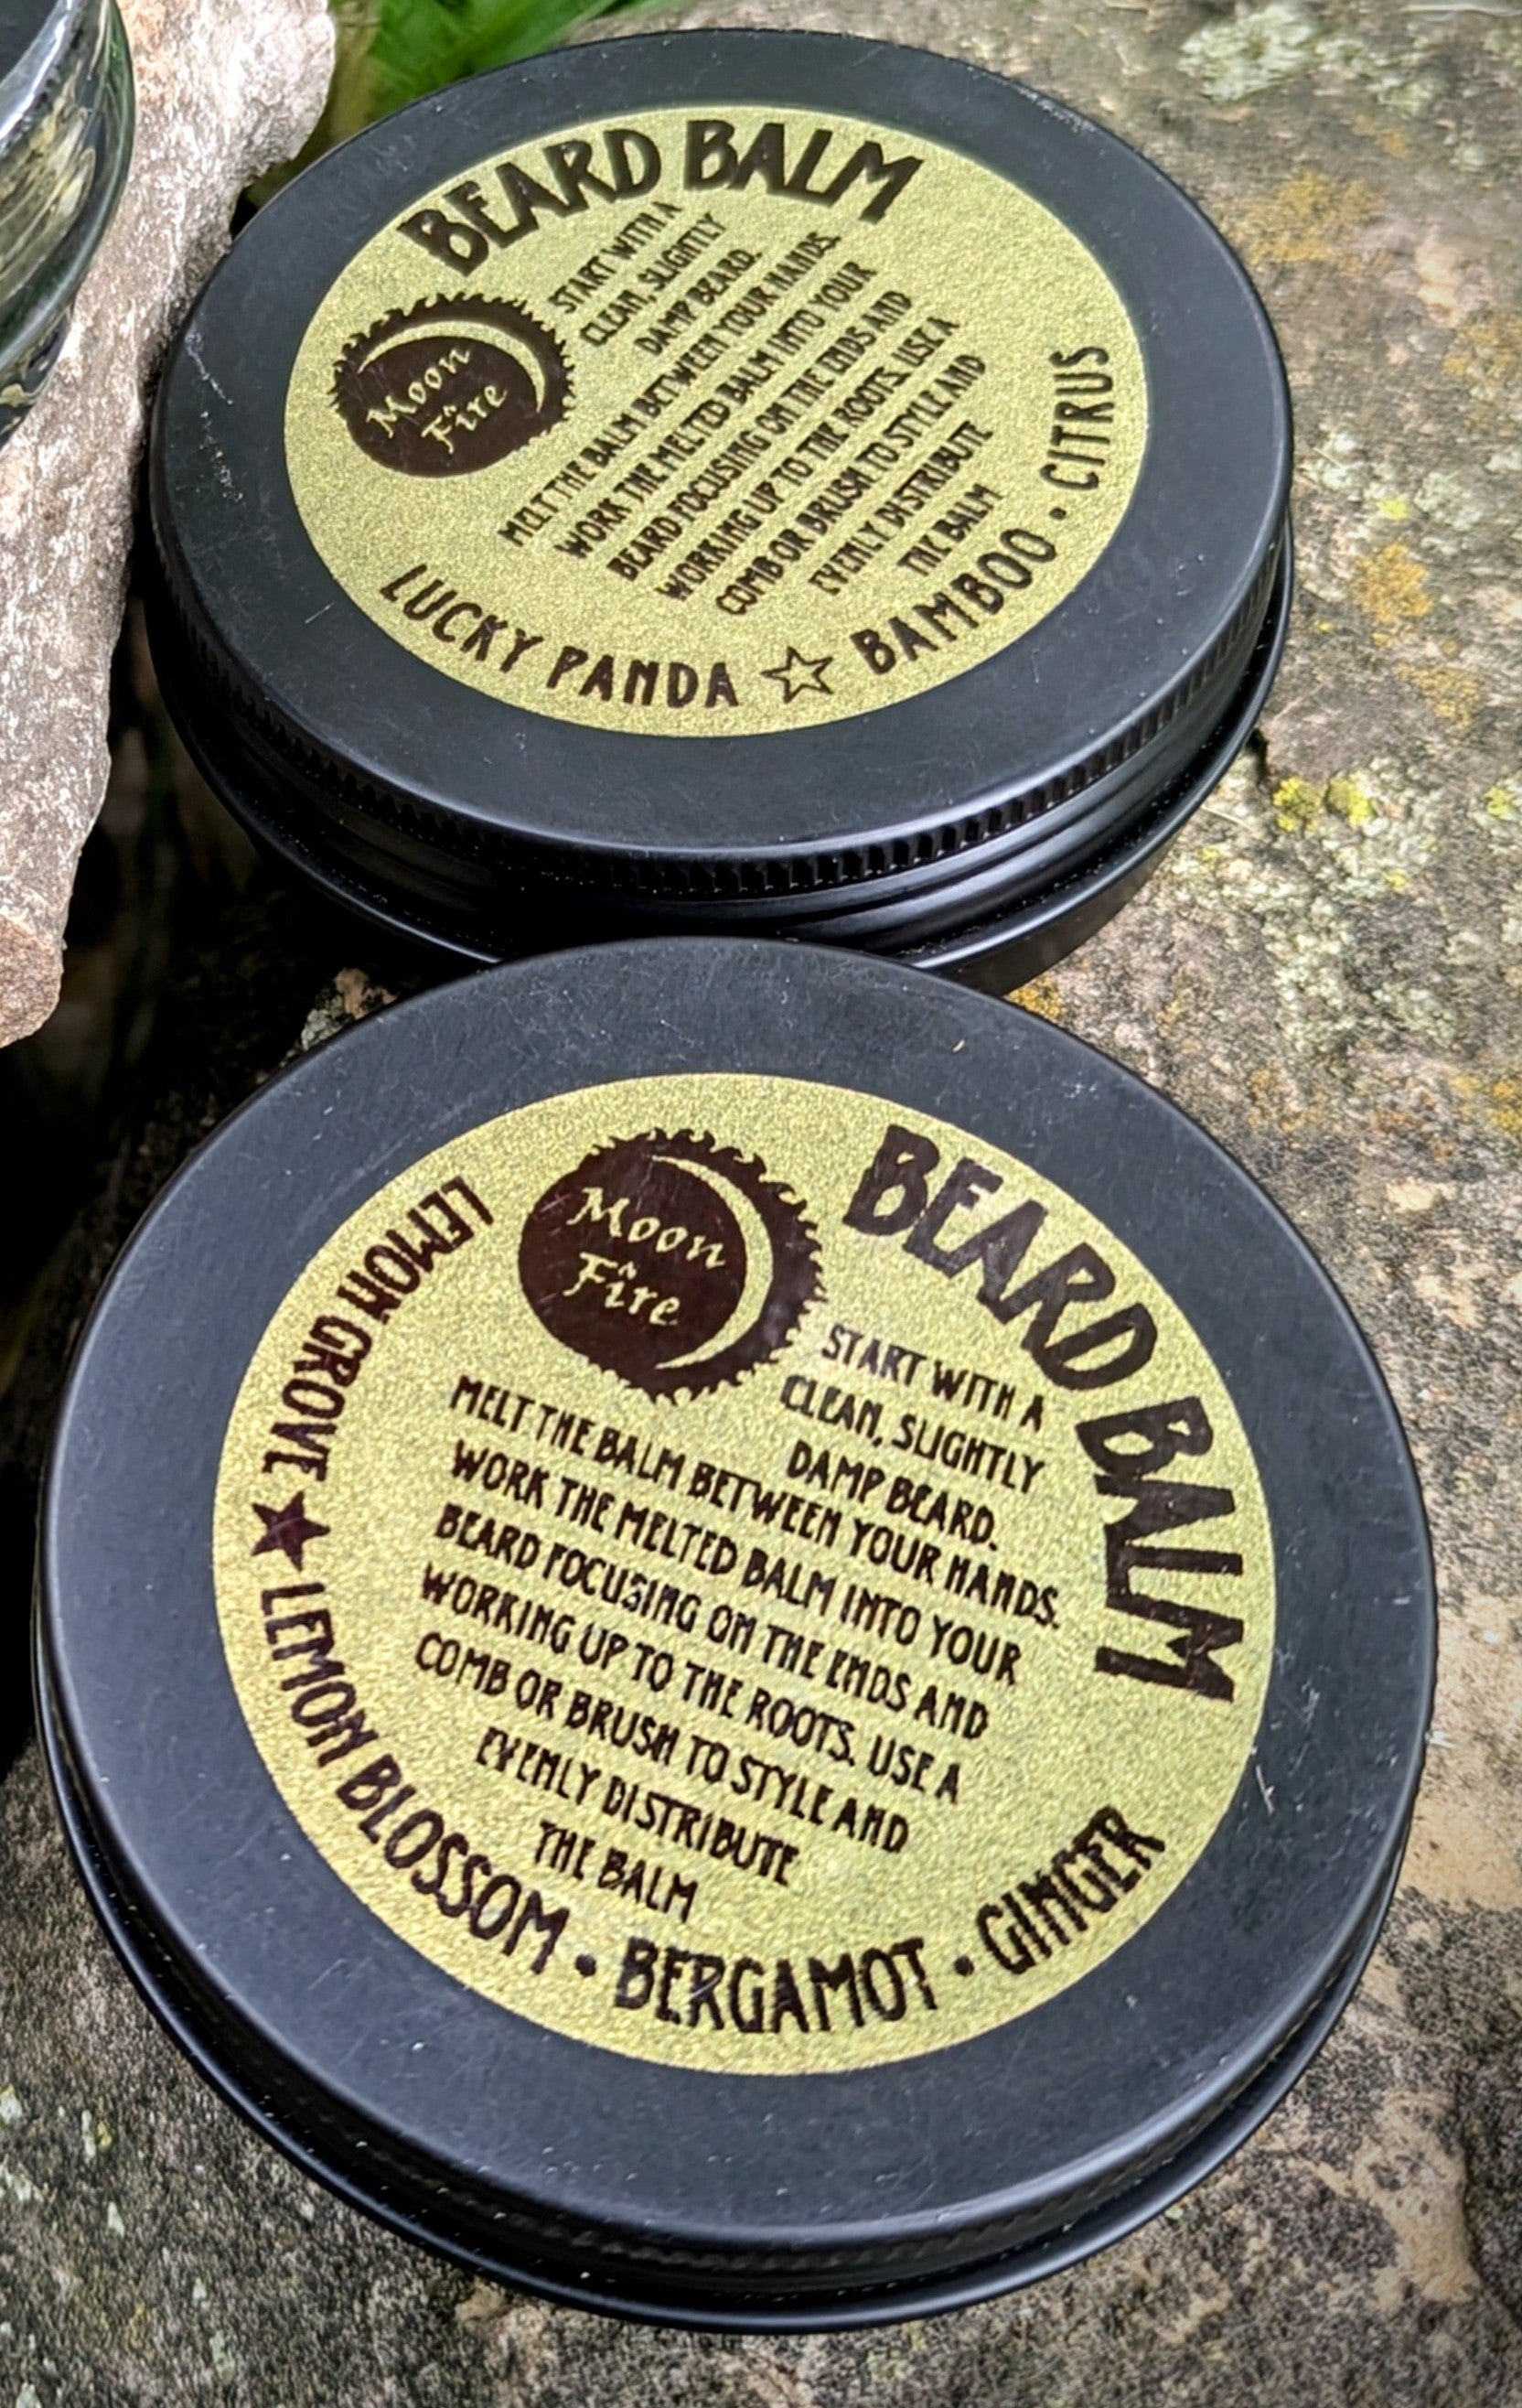 BEARD BALM
START WITH A
CLEAN, SLIGHTLY
DAMP BEARD.
MELT THE BALM BETWEEN YOUR HANDS.
WORK THE MELTED BALM INTO YOUR
BEARD FOCUSING ON THE ENDS AND
WORKING UP TO THE ROOTS. USE A
COMB OR BRUSH TO STYLE AND
EVENLY DISTRIBUTE
THE BALM
Moon
Fire
LUCKY PANDA ☆ BAMBOO • CITRUS
BEARD BALM
Moon
Fire
START WITH A
CLEAN, SLIGHTLY
DAMP BEARD.
MELT THE BALM BETWEEN YOUR HANDS.
WORK THE MELTED BALM INTO YOUR
BEARD FOCUSING ON THE ENDS AND
WORKING UP TO THE ROOTS. USE A
COMB OR BRUSH TO STYLE AND
EVENLY DISTRIBUTE
THE BALM
LEMON GROVE ★ LEMON BLOSSOM • BERGAMOT • GINGER